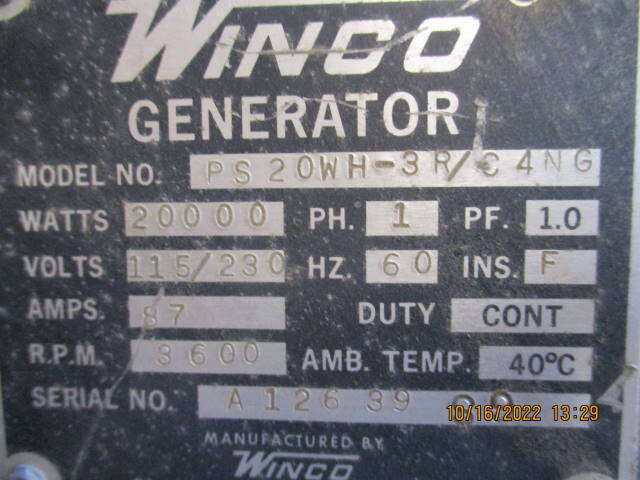 WINCO
GENERATOR
MODEL NO. PS20WH-3R/C4NG
WATTS 20000 PH. 1 PF. 1.0
VOLTS 115/230 HZ. 60 INS. F
AMPS. 87 DUTY CONT
R.P.M. 3600 AMB. TEMP. 40°C
SERIAL NO. A12639
10/16/2022 13:29
MANUFACTURED BY
WINCO